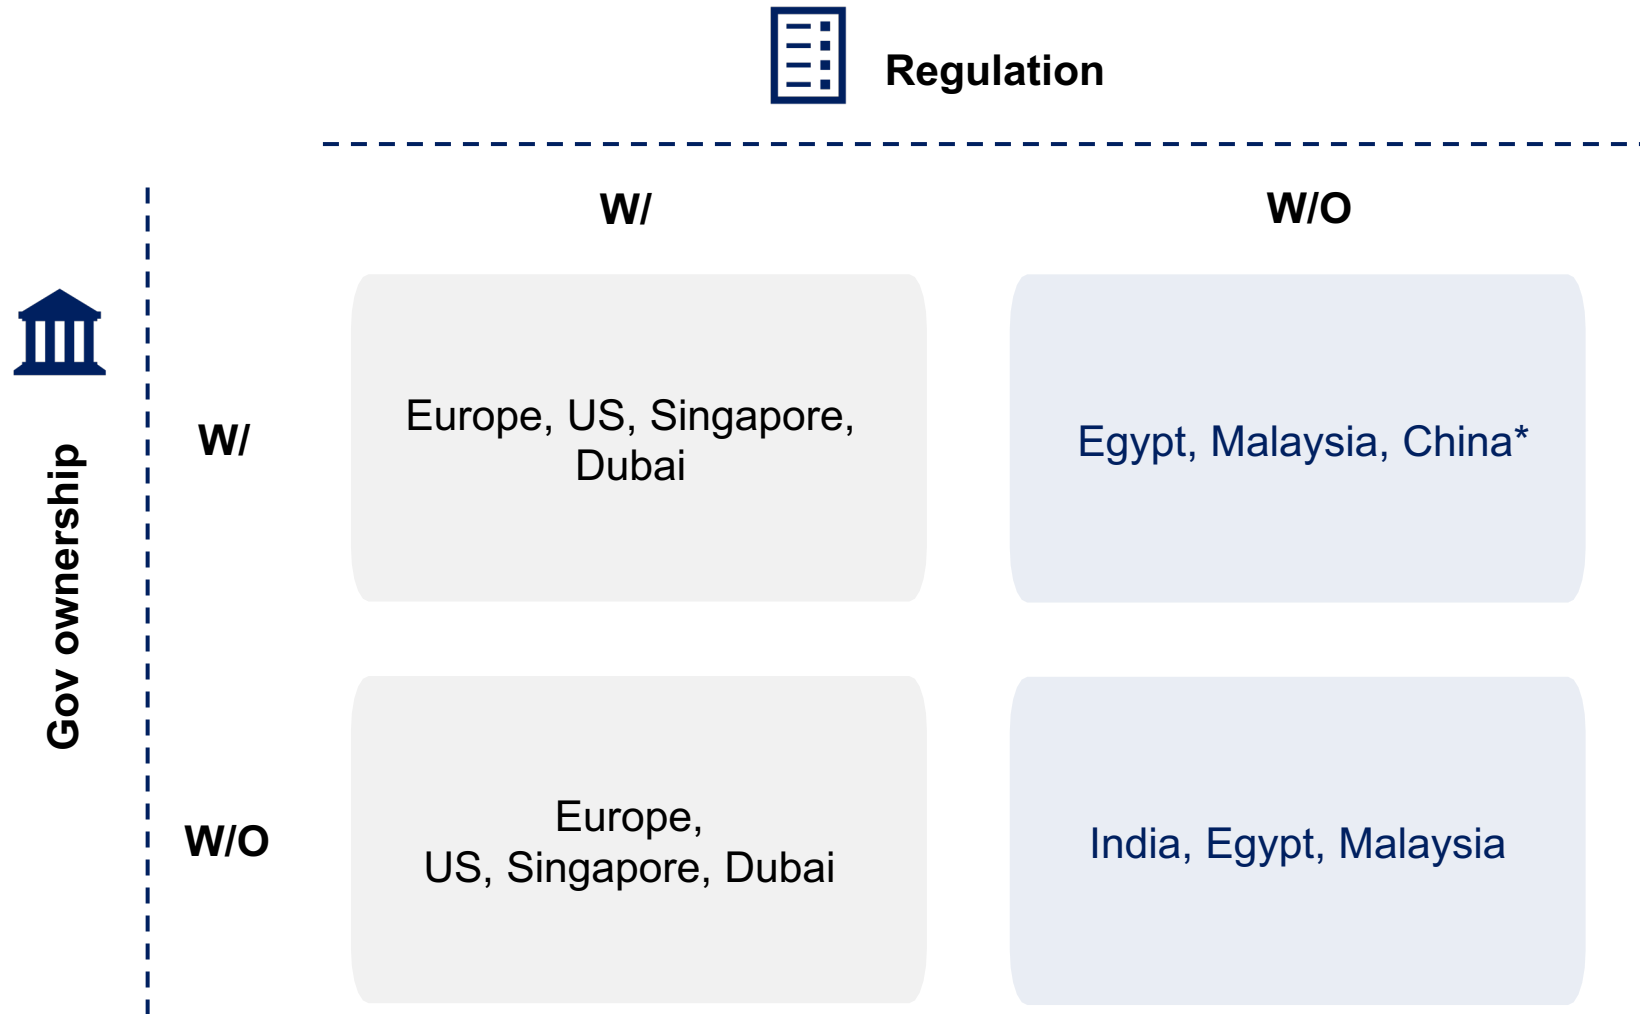 Regulation
W/
W/O
Gov ownership
W/
Europe, US, Singapore,
Dubai
Egypt, Malaysia, China*
W/O
Europe,
US, Singapore, Dubai
India, Egypt, Malaysia